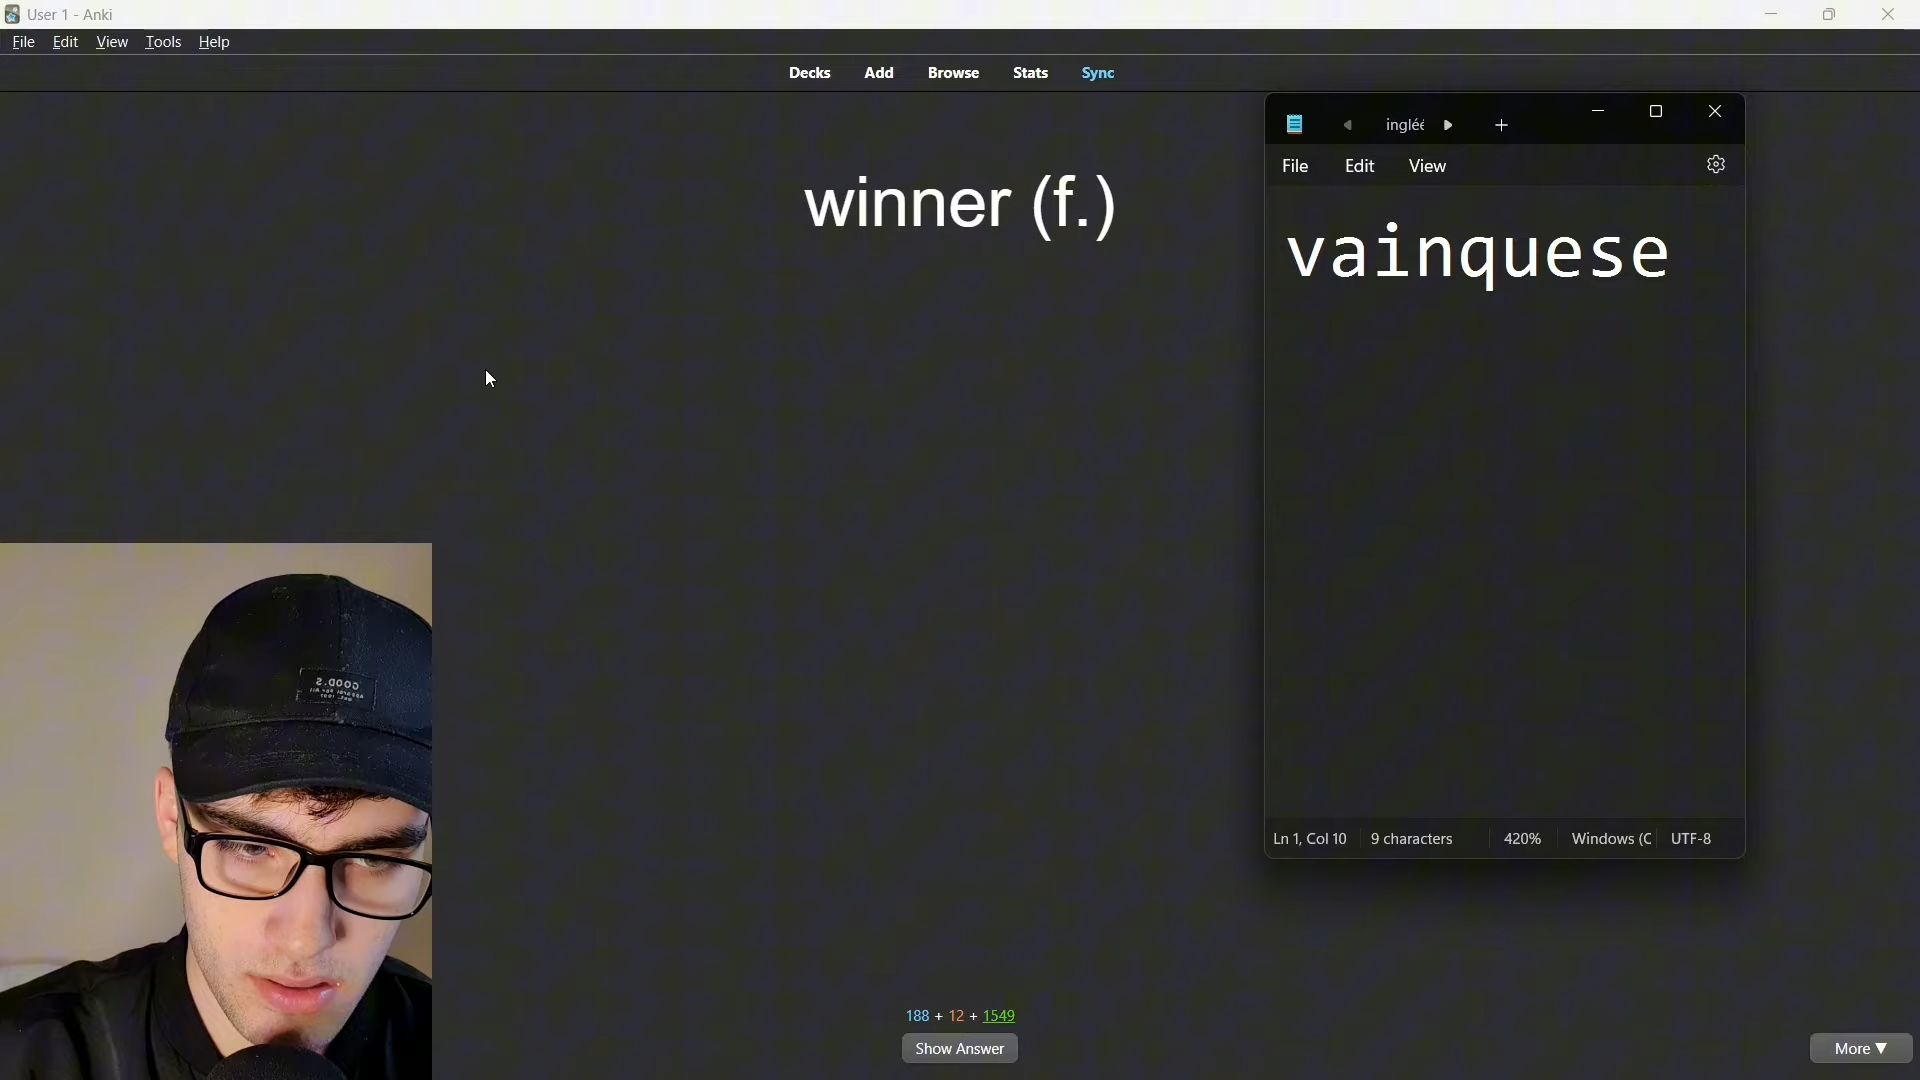 User 1 - Anki
File Edit View Tools Help
Decks Add Browse Stats Sync
winner (f.)
File Edit View
vainquese
Ln 1, Col 10 9 characters 420% Windows (C UTF-8
GOOD.S.
188 + 12 + 1549
Show Answer
More ▼